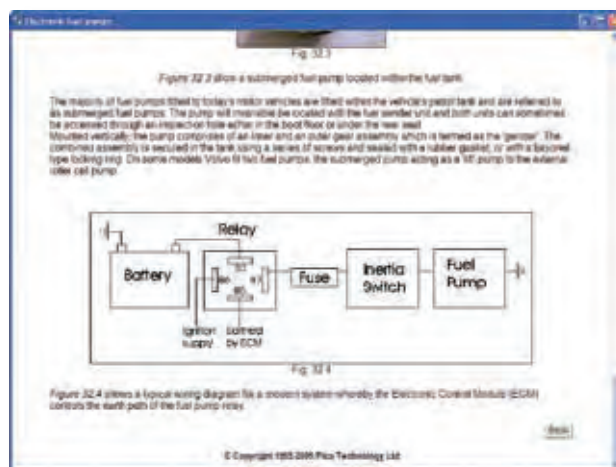 Electronic fuel pumps
Fig. 32.3
Figure 32.3 show a submerged fuel pump located within the fuel tank.
The majority of fuel pumps fitted to today's motor vehicles are fitted within the vehicle's petrol tank and are referred to
as submerged fuel pumps. The pump will invariable be located with the fuel sender unit and both units can sometimes
be accessed through an inspection hole either in the boot floor or under the rear seat.
Mounted vertically, the pump comprises of an inner and an outer gear assembly which is termed as the 'gerotor'. The
combined assembly is secured in the tank using a series of screws and sealed with a rubber gasket, or with a bayonet
type locking ring. On some models Volvo fit two fuel pumps, the submerged pump acting as a 'lift' pump to the external
roller cell pump.
Relay
Battery
86
87
85
Fuse
Inertia
Switch
Fuel
Pump
Ignition
supply
Earthed
by ECM
Fig. 32.4
Figure 32.4 shows a typical wiring diagram for a modern system whereby the Electronic Control Module (ECM)
controls the earth path of the fuel pump relay.
Back
© Copyright 1995-2005 Pico Technology Ltd